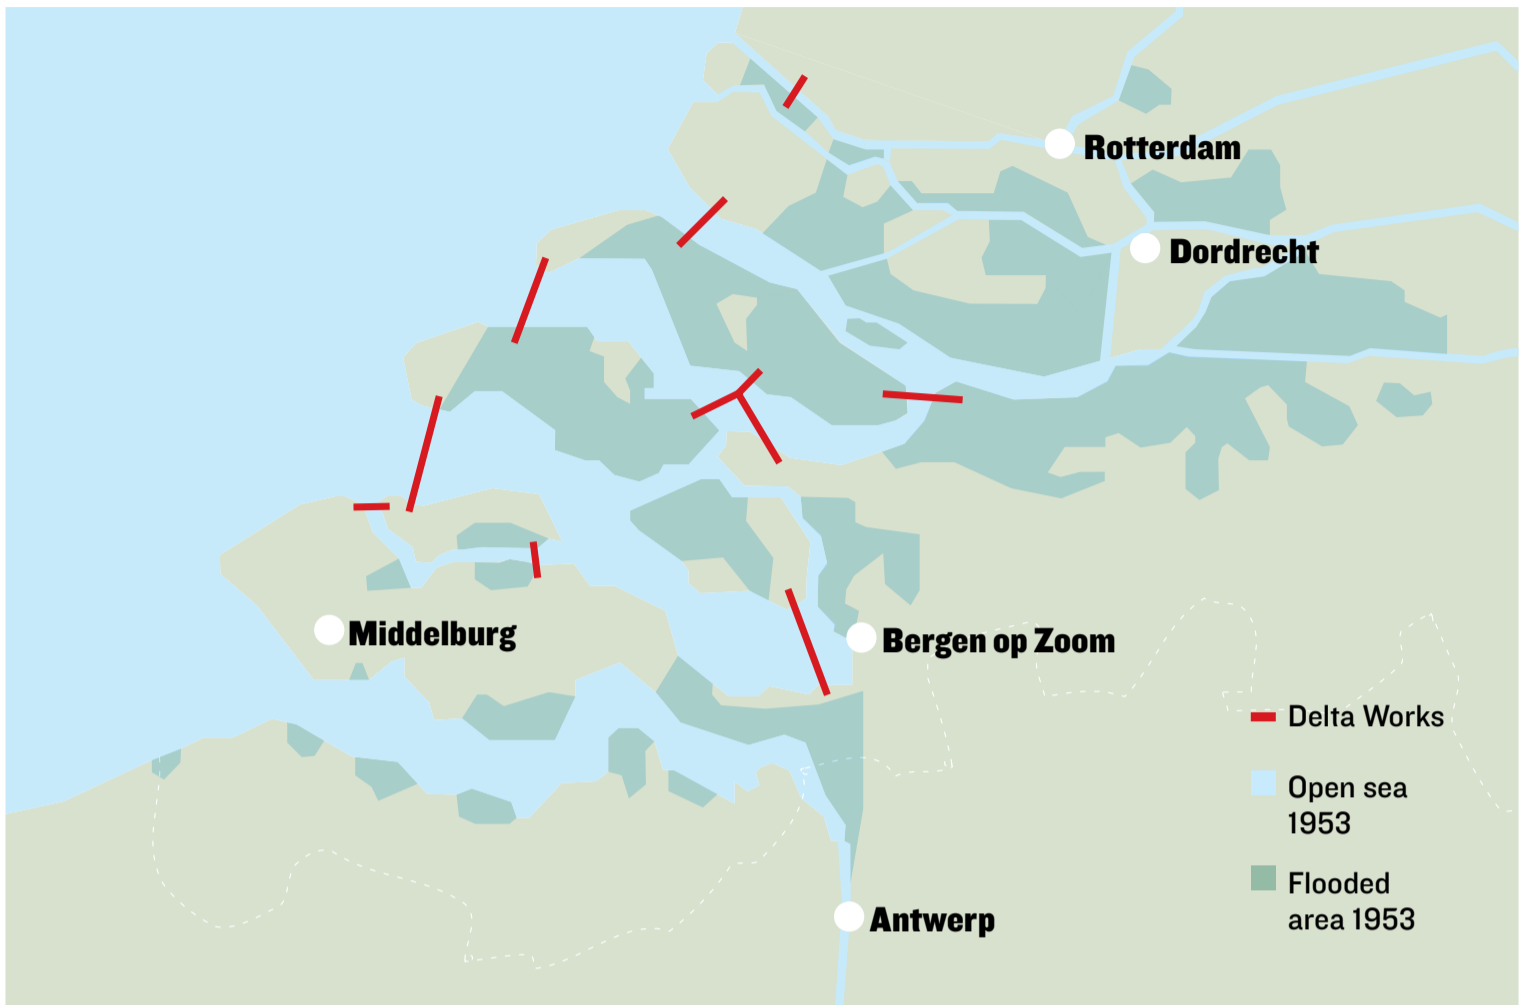 Rotterdam
Dordrecht
Middelburg
Bergen op Zoom
Delta Works
Open sea
1953
Flooded
area 1953
Antwerp